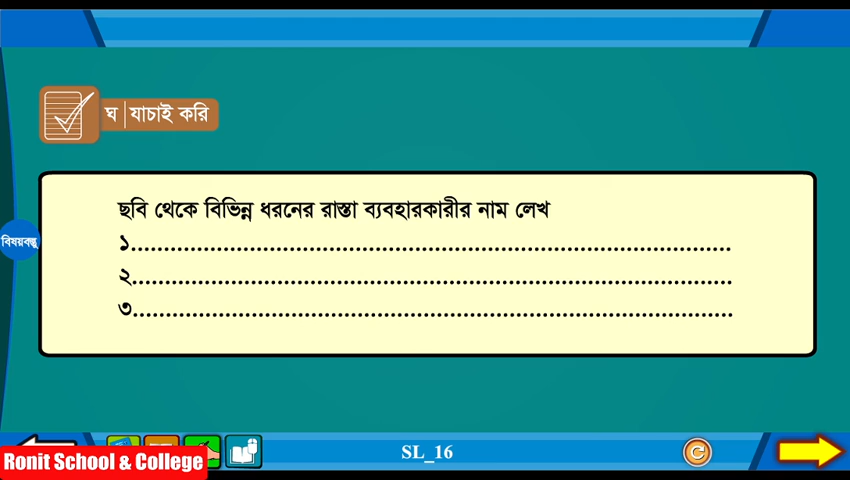 ঘ যাচাই করি
ছবি থেকে বিভিন্ন ধরনের রাস্তা ব্যবহারকারীর নাম লেখ
১..........................................................................................
২..........................................................................................
৩..........................................................................................
বিষয়বস্তু
SL_16
Ronit School & College